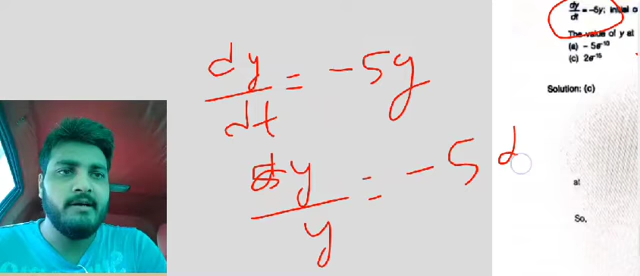 dy/dt = -5y
dy/y = -5 d
dy/dt = -5y; Initial c
The value of y at
(a) - 5e^-10
(c) 2e^-15
Solution: (c)
at
So,